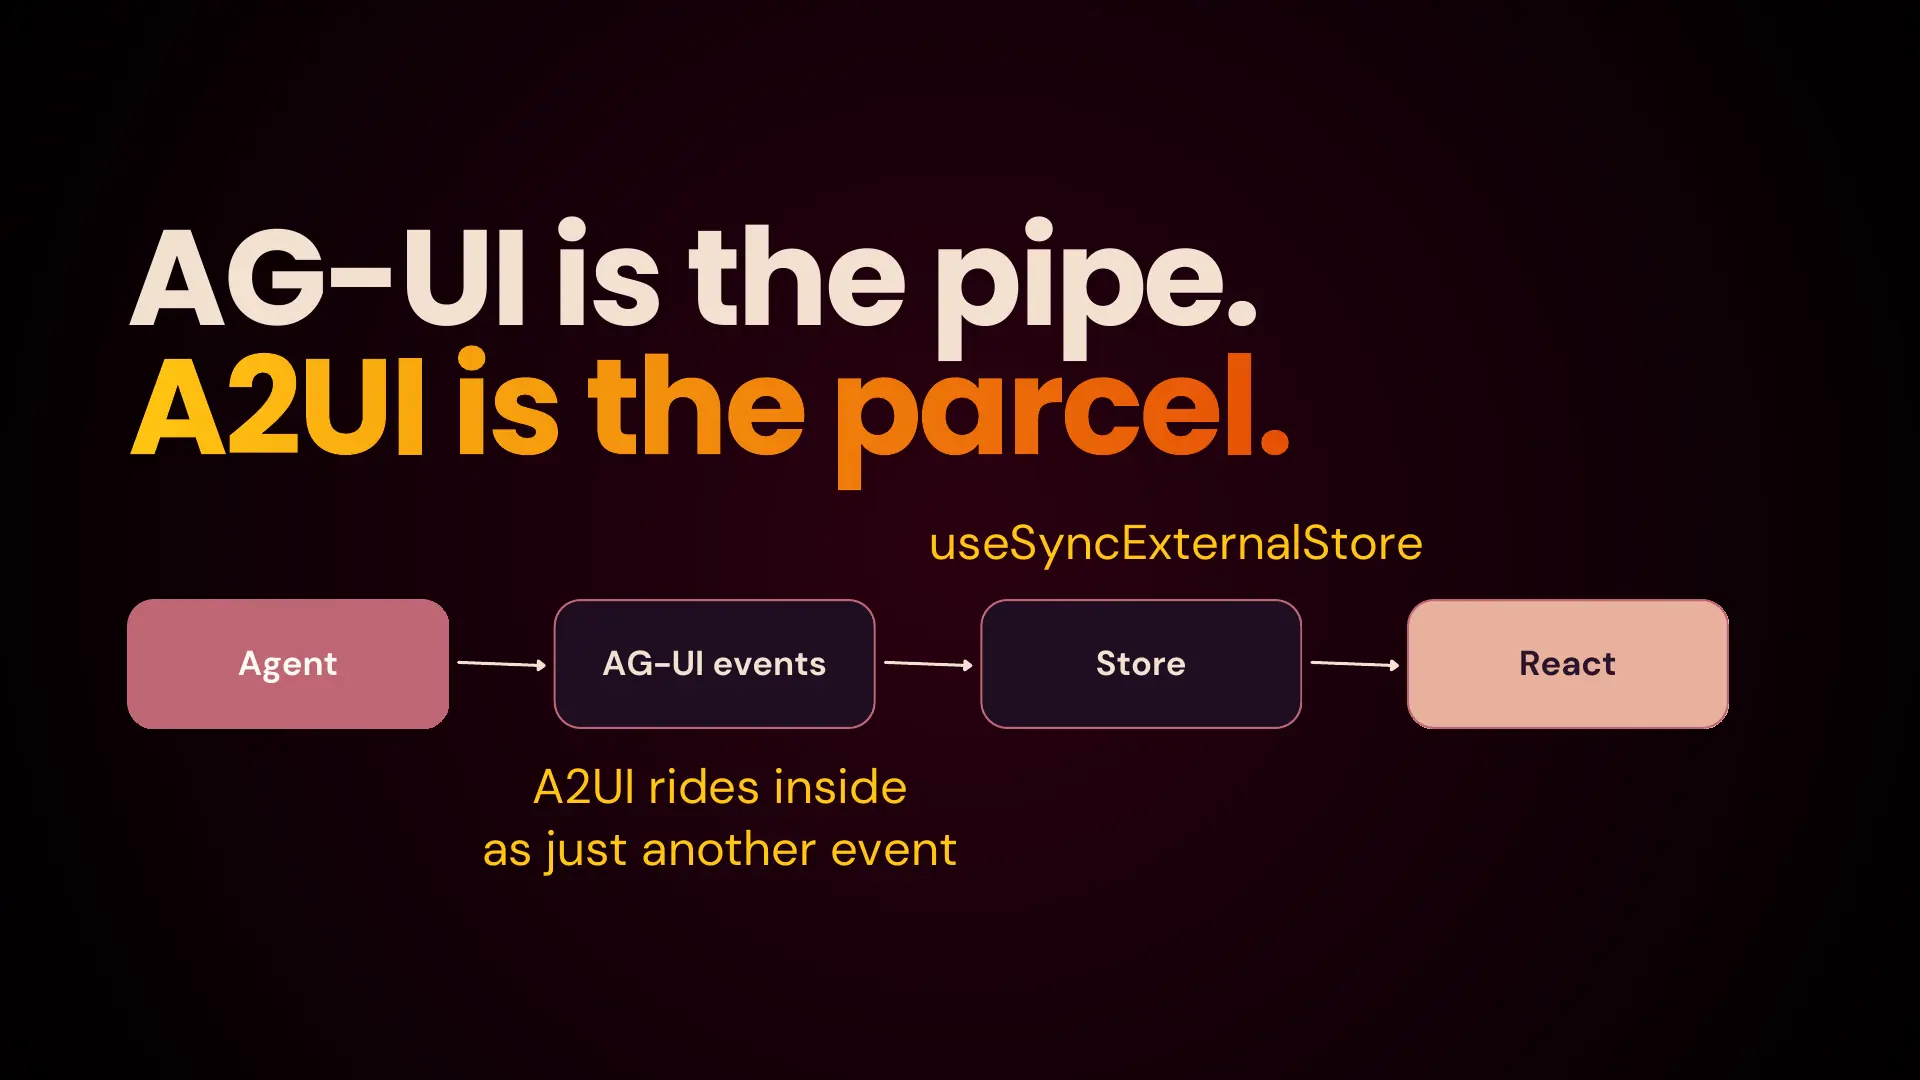 AG-UI is the pipe.
A2UI is the parcel.
useSyncExternalStore
Agent
AG-UI events
Store
React
A2UI rides inside
as just another event